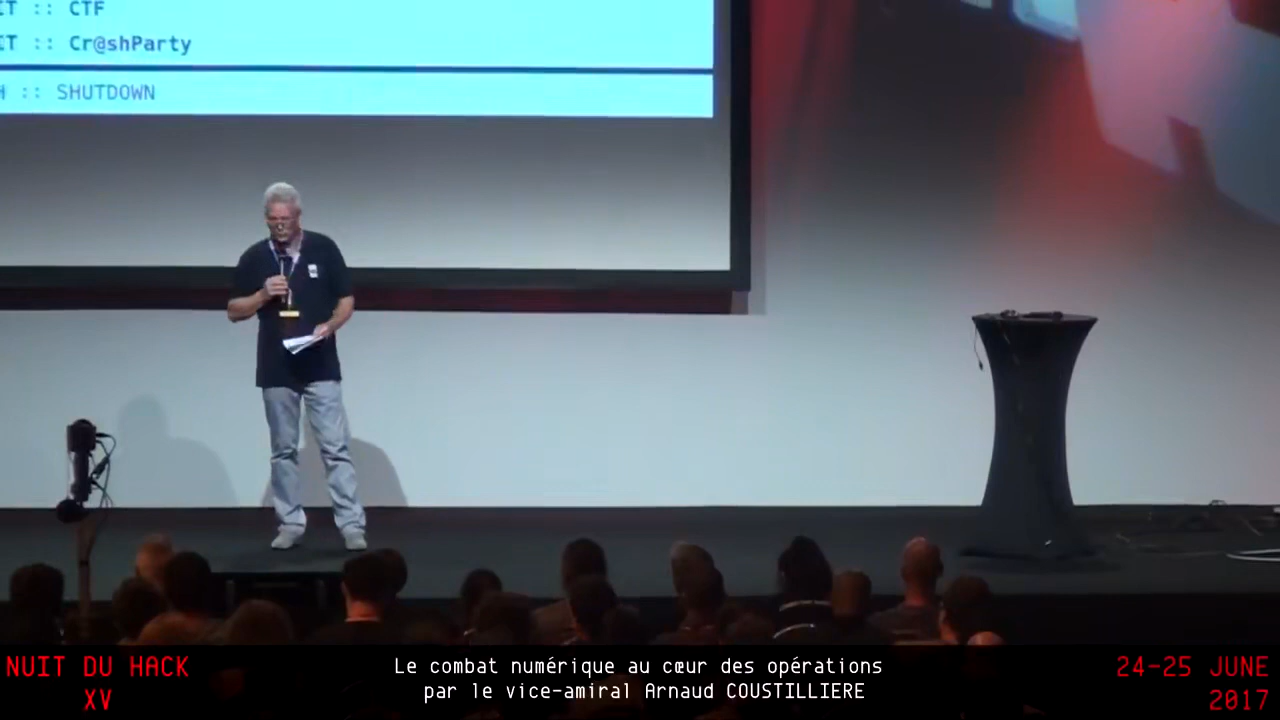 :: CTF
:: Cr@shParty
:: SHUTDOWN
NUIT DU HACK
XV
Le combat numérique au cœur des opérations
par le vice-amiral Arnaud COUSTILLIERE
24-25 JUNE
2017